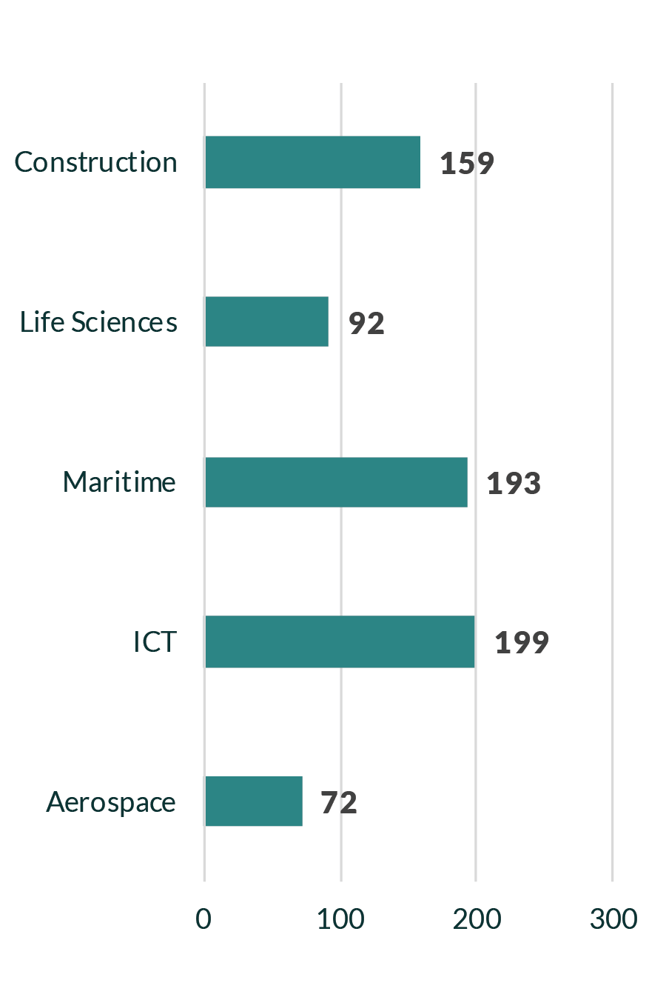 Construction 159
Life Sciences 92
Maritime 193
ICT 199
Aerospace 72
0 100 200 300